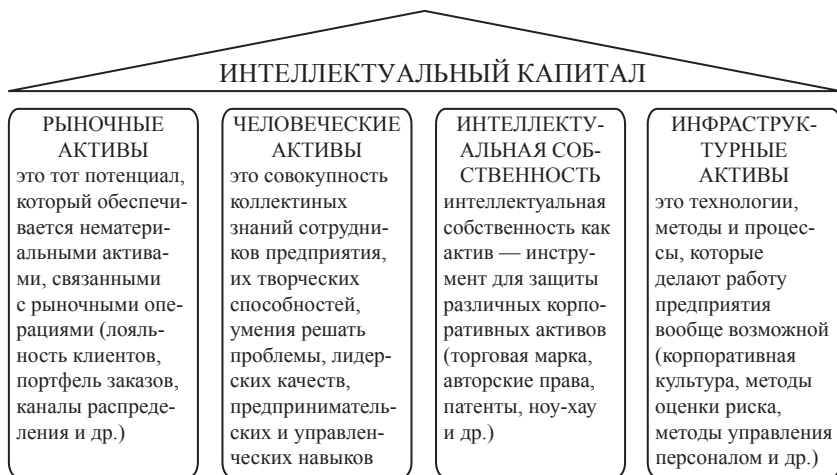 ИНТЕЛЛЕКТУАЛЬНЫЙ КАПИТАЛ
РЫНОЧНЫЕ
АКТИВЫ
это тот потенциал,
который обеспечи-
вается нематери-
альными актива-
ми, связанными
с рыночными опе-
рациями (лояль-
ность клиентов,
портфель заказов,
каналы распреде-
ления и др.)
ЧЕЛОВЕЧЕСКИЕ
АКТИВЫ
это совокупность
коллектиных
знаний сотрудни-
ков предприятия,
их творческих
способностей,
умения решать
проблемы, лидер-
ских качеств,
предприниматель-
ских и управлен-
ческих навыков
ИНТЕЛЛЕКТУ-
АЛЬНАЯ СОБ-
СТВЕННОСТЬ
интеллектуальная
собственность как
актив — инстру-
мент для защиты
различных корпо-
ративных активов
(торговая марка,
авторские права,
патенты, ноу-хау
и др.)
ИНФРАСТРУК-
ТУРНЫЕ
АКТИВЫ
это технологии,
методы и процес-
сы, которые
делают работу
предприятия
вообще возможной
(корпоративная
культура, методы
оценки риска,
методы управления
персоналом и др.)